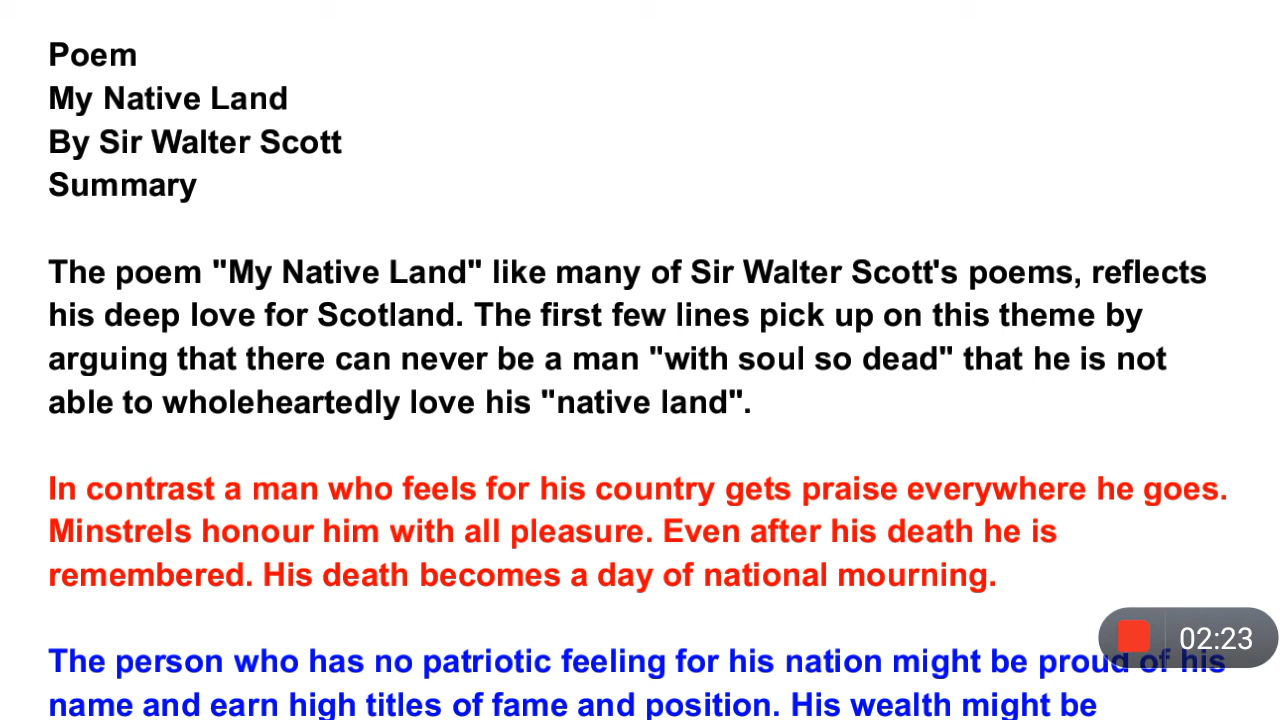 Poem
My Native Land
By Sir Walter Scott
Summary
The poem "My Native Land" like many of Sir Walter Scott's poems, reflects
his deep love for Scotland. The first few lines pick up on this theme by
arguing that there can never be a man "with soul so dead" that he is not
able to wholeheartedly love his "native land".
In contrast a man who feels for his country gets praise everywhere he goes.
Minstrels honour him with all pleasure. Even after his death he is
remembered. His death becomes a day of national mourning.
02:23
The person who has no patriotic feeling for his nation might be proud of his
name and earn high titles of fame and position. His wealth might be